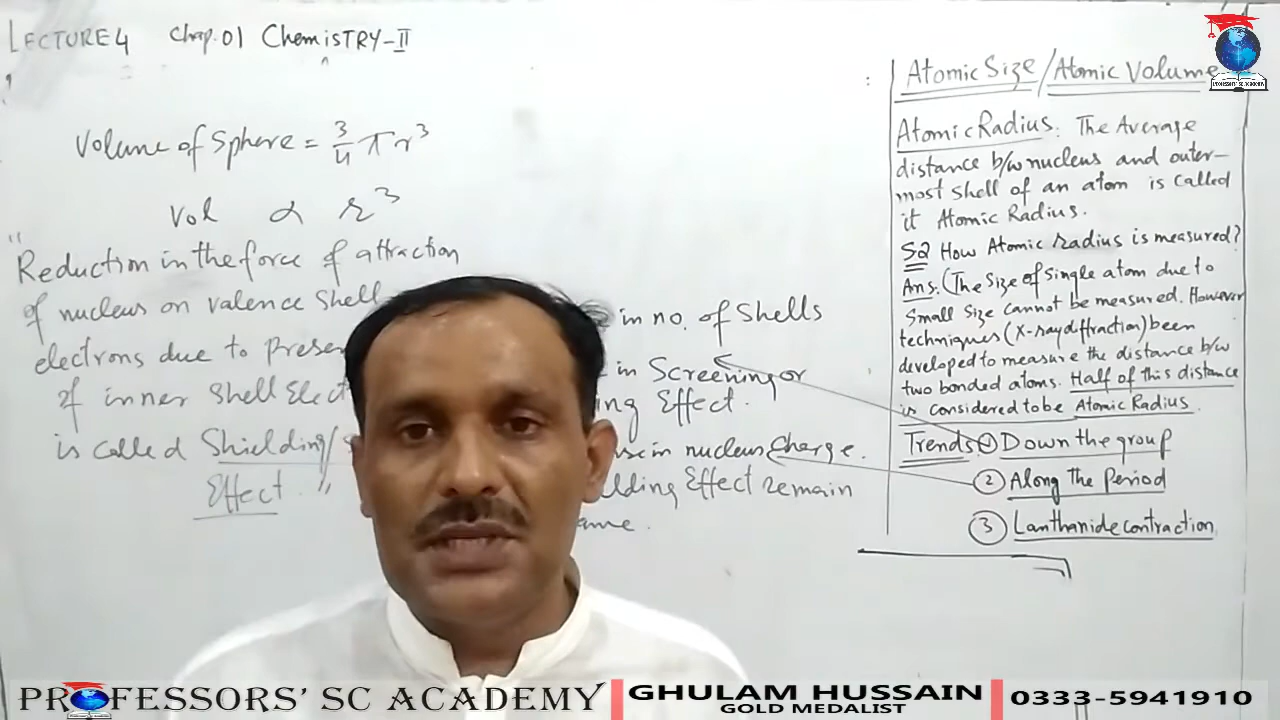 LECTURE 4 Chap. 01 ChemisTRY-II
Volume of Sphere = 3/4 π r³
Vol ∝ r³
"Reduction in the force of attraction
of nucleus on valence shell
electrons due to
of inner shell
is called Shielding/
Effect. "
in no. of Shells
in Screening or
Effect.
in nucleus charge.
Effect remain
Atomic Size / Atomic Volume
Atomic Radius: The Average
distance b/w nucleus and outer-
most shell of an atom is called
it Atomic Radius.
SQ How Atomic radius is measured?
Ans. (The Size of Single atom due to
Small Size cannot be measured. However
techniques (X-ray diffraction) been
developed to measure the distance b/w
two bonded atoms. Half of this distance
is considered to be Atomic Radius.
Trends ① Down the group
② Along The Period
③ Lanthanide contraction
PROFESSORS' SC ACADEMY
PROFESSORS' SC ACADEMY
GHULAM HUSSAIN
GOLD MEDALIST
0333-5941910